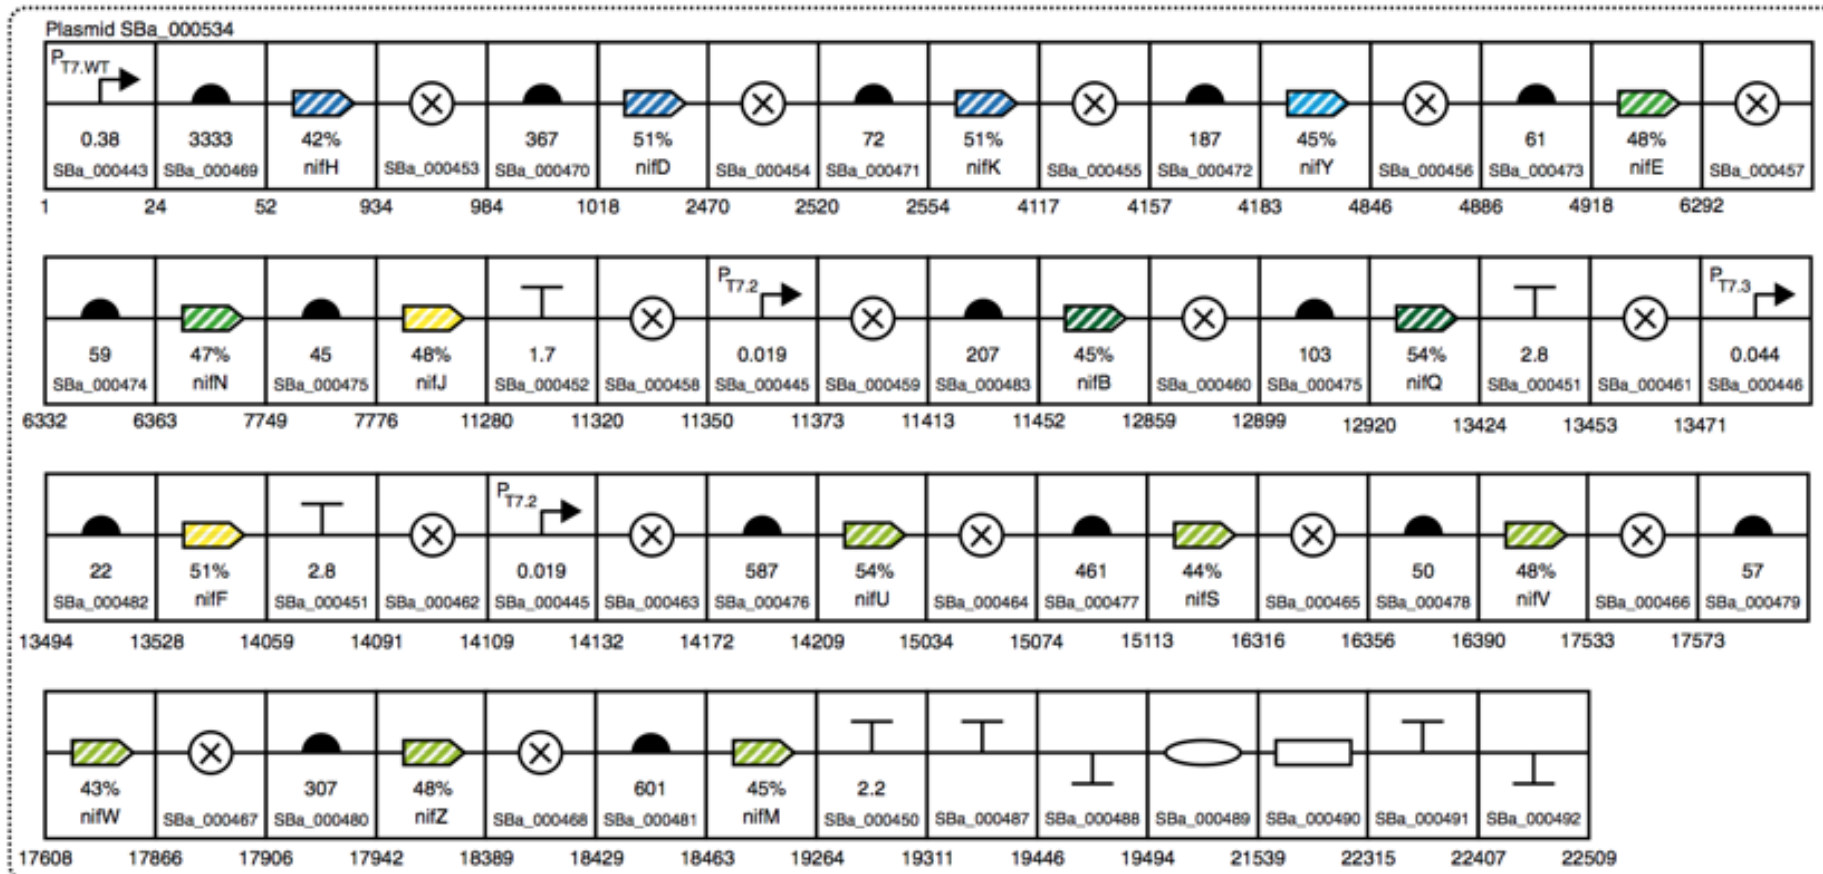 Plasmid SBa_000534
P T7.WT
0.38 3333 42% 367 51% 72 51% 187 45% 61 48%
SBa_000443 SBa_000469 nifH SBa_000453 SBa_000470 nifD SBa_000454 SBa_000471 nifK SBa_000455 SBa_000472 nifY SBa_000456 SBa_000473 nifE SBa_000457
1 24 52 934 984 1018 2470 2520 2554 4117 4157 4183 4846 4886 4918 6292
P T7.2 P T7.3
59 47% 45 48% 1.7 0.019 207 45% 103 54% 2.8 0.044
SBa_000474 nifN SBa_000475 nifJ SBa_000452 SBa_000458 SBa_000445 SBa_000459 SBa_000483 nifB SBa_000460 SBa_000475 nifQ SBa_000451 SBa_000461 SBa_000446
6332 6363 7749 7776 11280 11320 11350 11373 11413 11452 12859 12899 12920 13424 13453 13471
P T7.2
22 51% 2.8 0.019 587 54% 461 44% 50 48% 57
SBa_000482 nifF SBa_000451 SBa_000462 SBa_000445 SBa_000463 SBa_000476 nifU SBa_000464 SBa_000477 nifS SBa_000465 SBa_000478 nifV SBa_000466 SBa_000479
13494 13528 14059 14091 14109 14132 14172 14209 15034 15074 15113 16316 16356 16390 17533 17573
43% 307 48% 601 45% 2.2
nifW SBa_000467 SBa_000480 nifZ SBa_000468 SBa_000481 nifM SBa_000450 SBa_000487 SBa_000488 SBa_000489 SBa_000490 SBa_000491 SBa_000492
17608 17866 17906 17942 18389 18429 18463 19264 19311 19446 19494 21539 22315 22407 22509